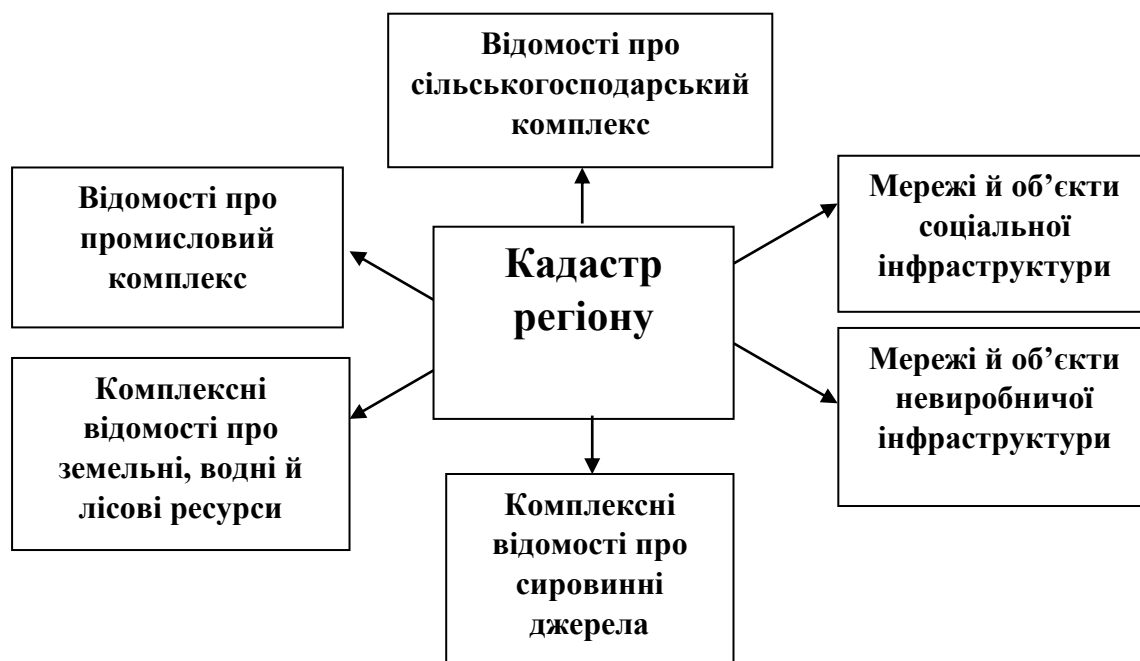 Відомості про
сільськогосподарський
комплекс
Відомості про
промисловий
комплекс
Кадастр
регіону
Мережі й об’єкти
соціальної
інфраструктури
Комплексні
відомості про
земельні, водні й
лісові ресурси
Мережі й об’єкти
невиробничої
інфраструктури
Комплексні
відомості про
сировинні
джерела